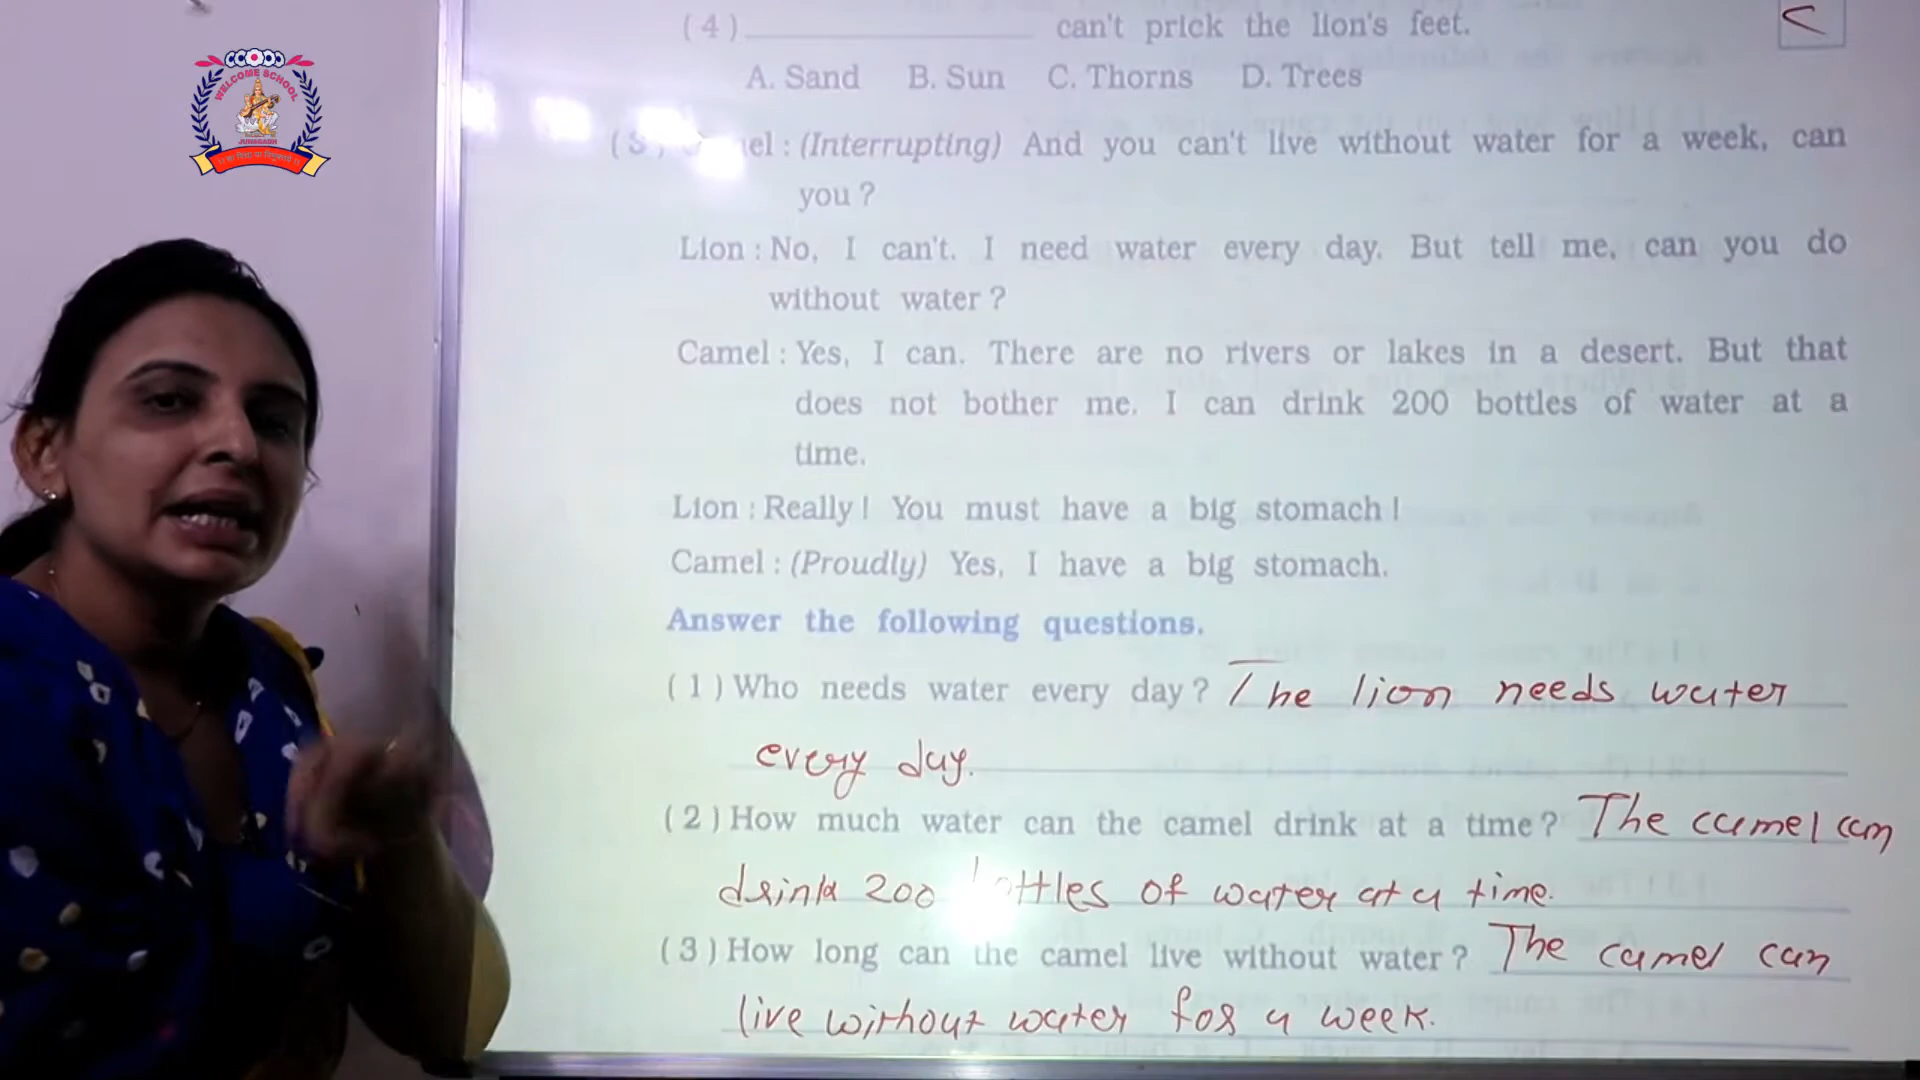 WELCOME SCHOOL
JUNAGADH
( 4 ) ____________ can't prick the lion's feet.
C
A. Sand B. Sun C. Thorns D. Trees
(Interrupting) And you can't live without water for a week, can
you ?
Lion : No, I can't. I need water every day. But tell me, can you do
without water ?
Camel : Yes, I can. There are no rivers or lakes in a desert. But that
does not bother me. I can drink 200 bottles of water at a
time.
Lion : Really ! You must have a big stomach !
Camel : (Proudly) Yes, I have a big stomach.
Answer the following questions.
( 1 ) Who needs water every day ? The lion needs water
every day.
( 2 ) How much water can the camel drink at a time ? The camel can
drink 200 bottles of water at a time.
( 3 ) How long can the camel live without water ? The camel can
live without water for a week.